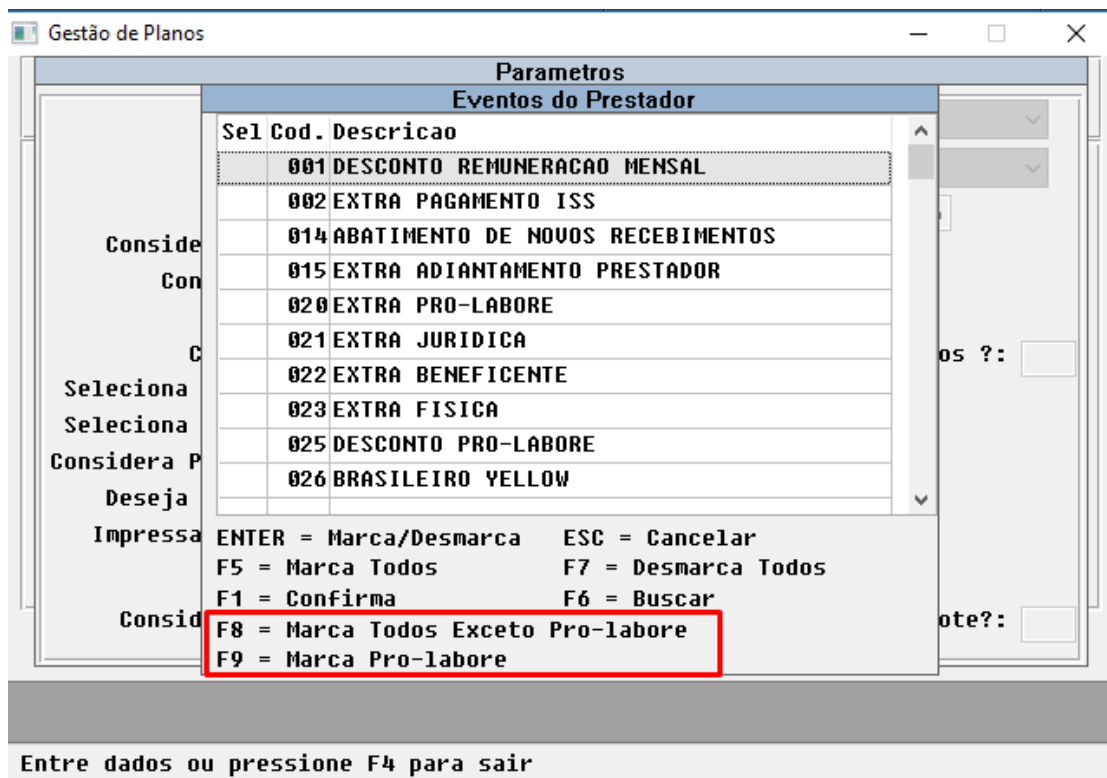 Gestão de Planos
Parametros
Eventos do Prestador
Sel Cod. Descricao
001 DESCONTO REMUNERACAO MENSAL
002 EXTRA PAGAMENTO ISS
014 ABATIMENTO DE NOVOS RECEBIMENTOS
015 EXTRA ADIANTAMENTO PRESTADOR
020 EXTRA PRO-LABORE
021 EXTRA JURIDICA
022 EXTRA BENEFICENTE
023 EXTRA FISICA
025 DESCONTO PRO-LABORE
026 BRASILEIRO YELLOW
Conside
Con
C
os ?:
Seleciona
Seleciona
Considera P
Deseja
Impressa
Consid
ote?:
ENTER = Marca/Desmarca ESC = Cancelar
F5 = Marca Todos F7 = Desmarca Todos
F1 = Confirma F6 = Buscar
F8 = Marca Todos Exceto Pro-labore
F9 = Marca Pro-labore
Entre dados ou pressione F4 para sair